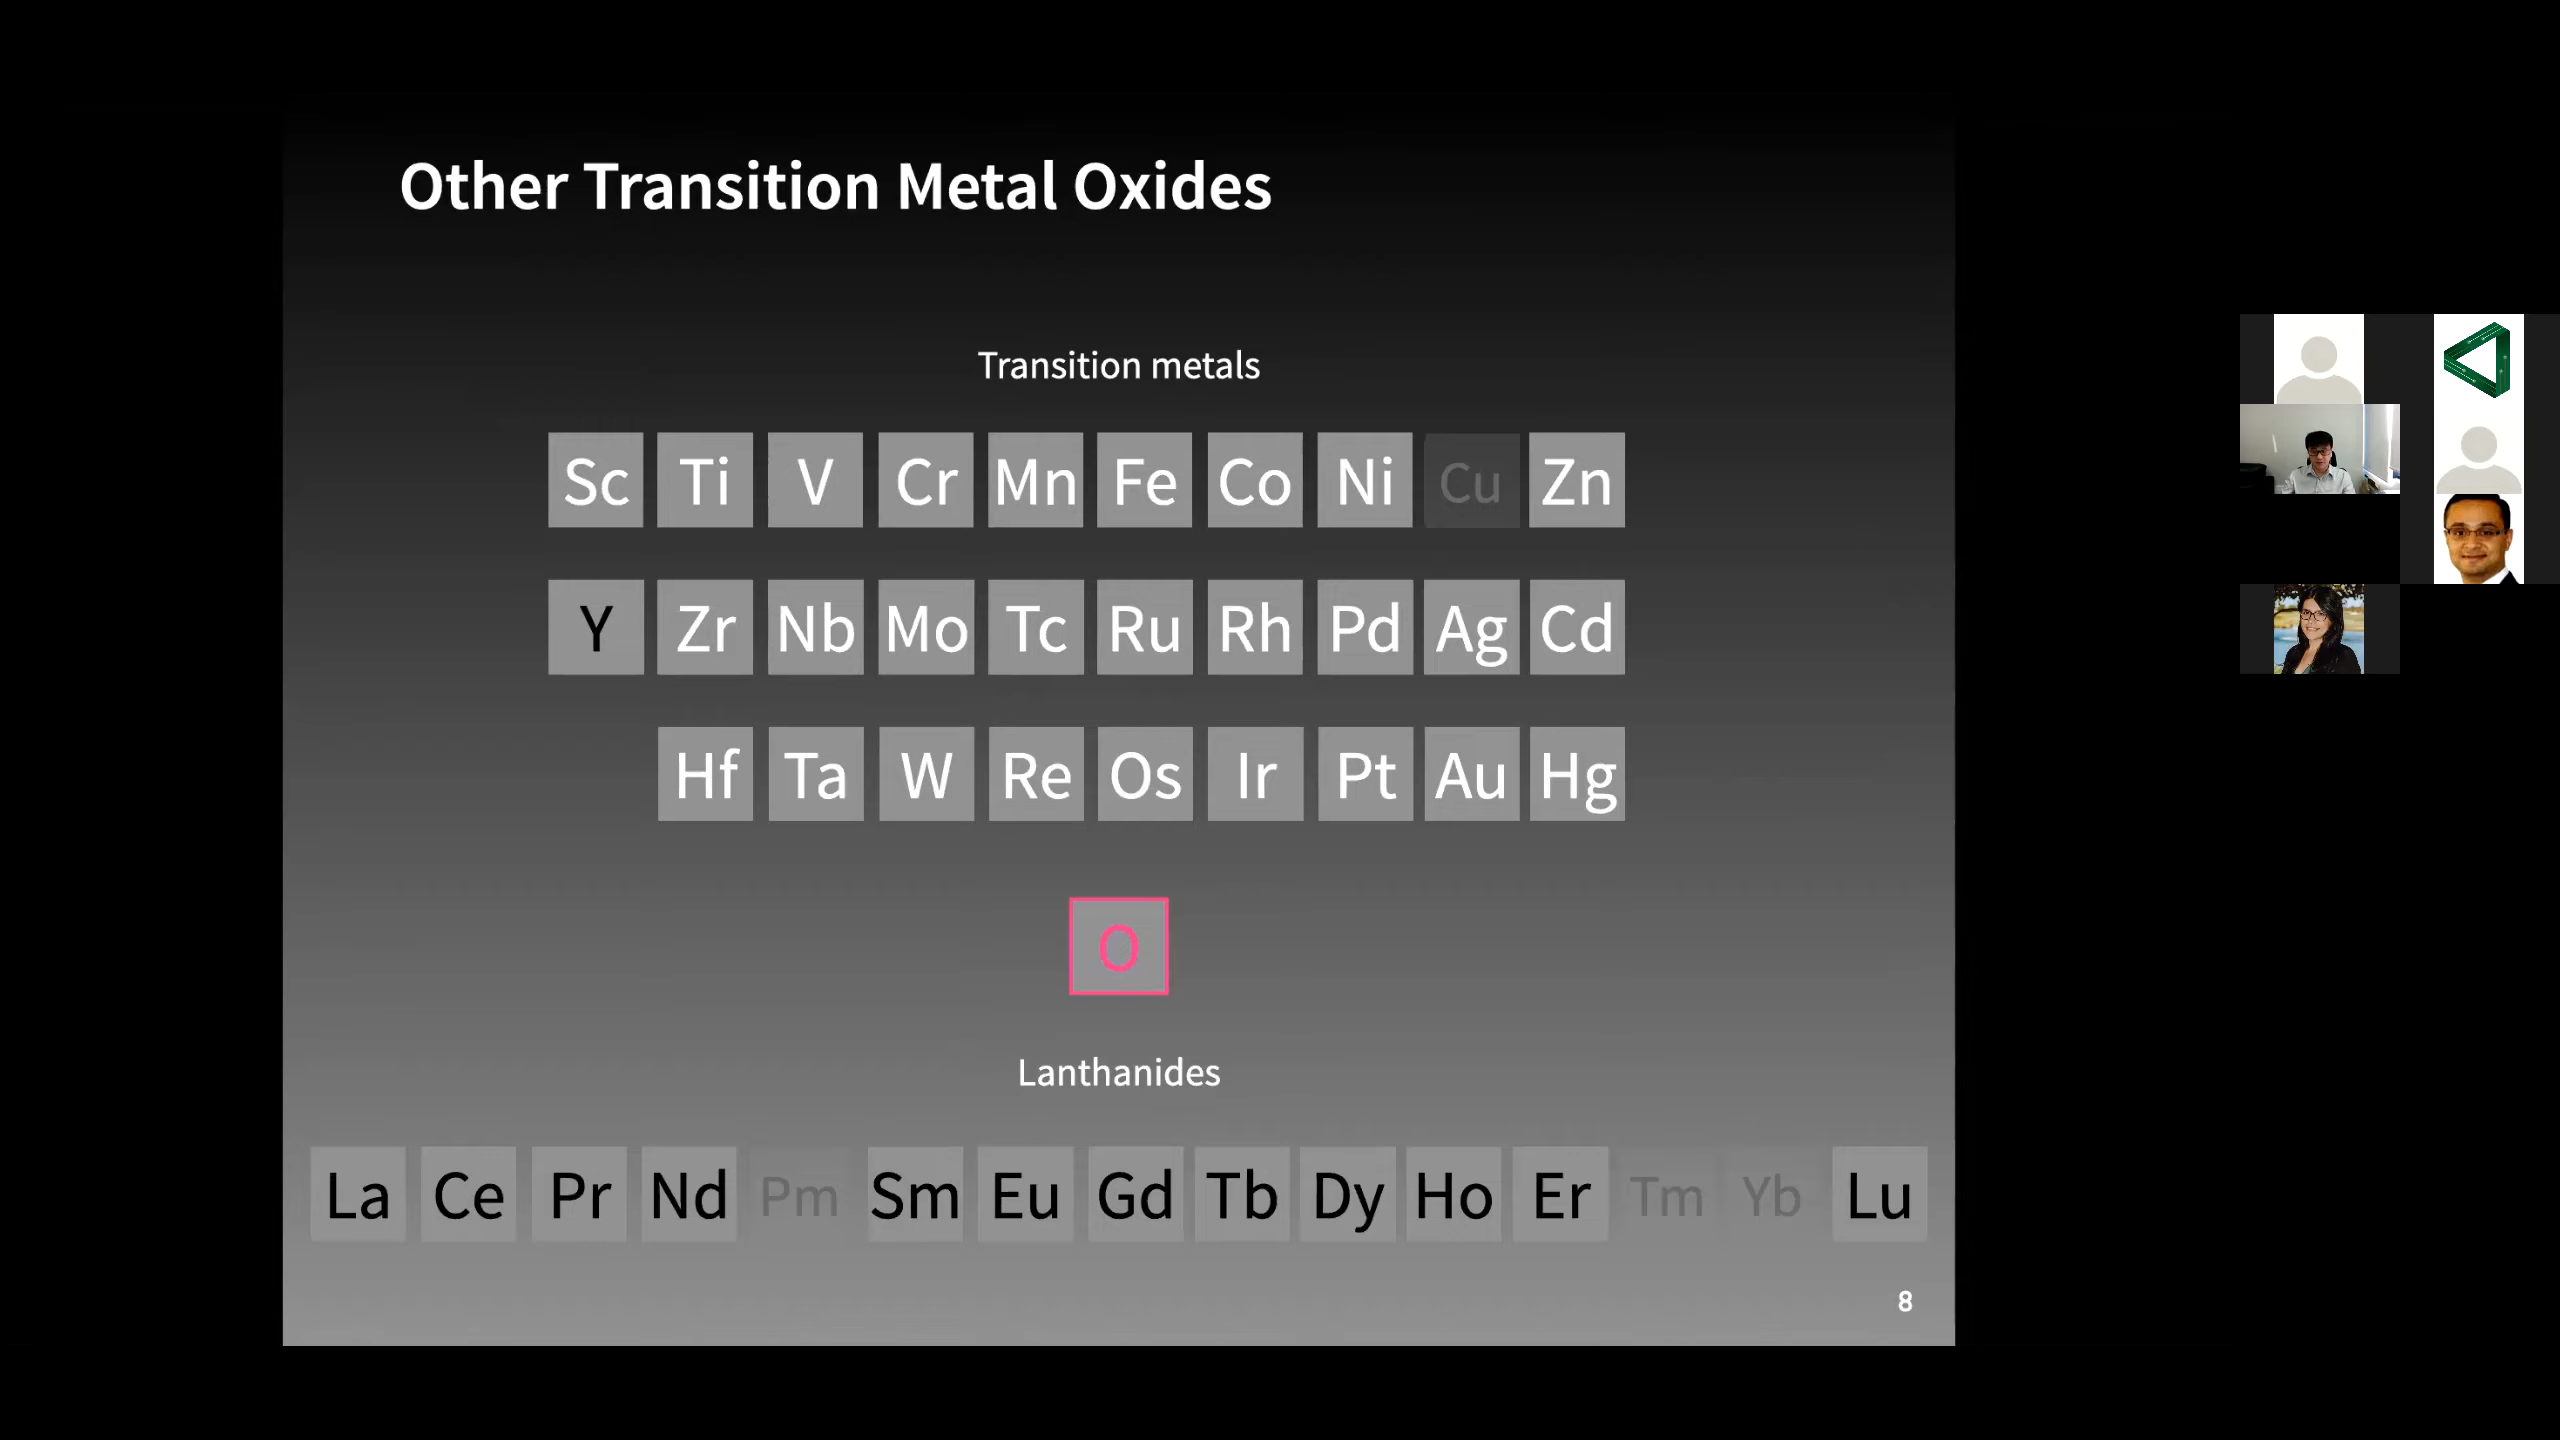 Other Transition Metal Oxides
Transition metals
Sc Ti V Cr Mn Fe Co Ni Cu Zn
Y Zr Nb Mo Tc Ru Rh Pd Ag Cd
Hf Ta W Re Os Ir Pt Au Hg
O
Lanthanides
La Ce Pr Nd Pm Sm Eu Gd Tb Dy Ho Er Tm Yb Lu
8